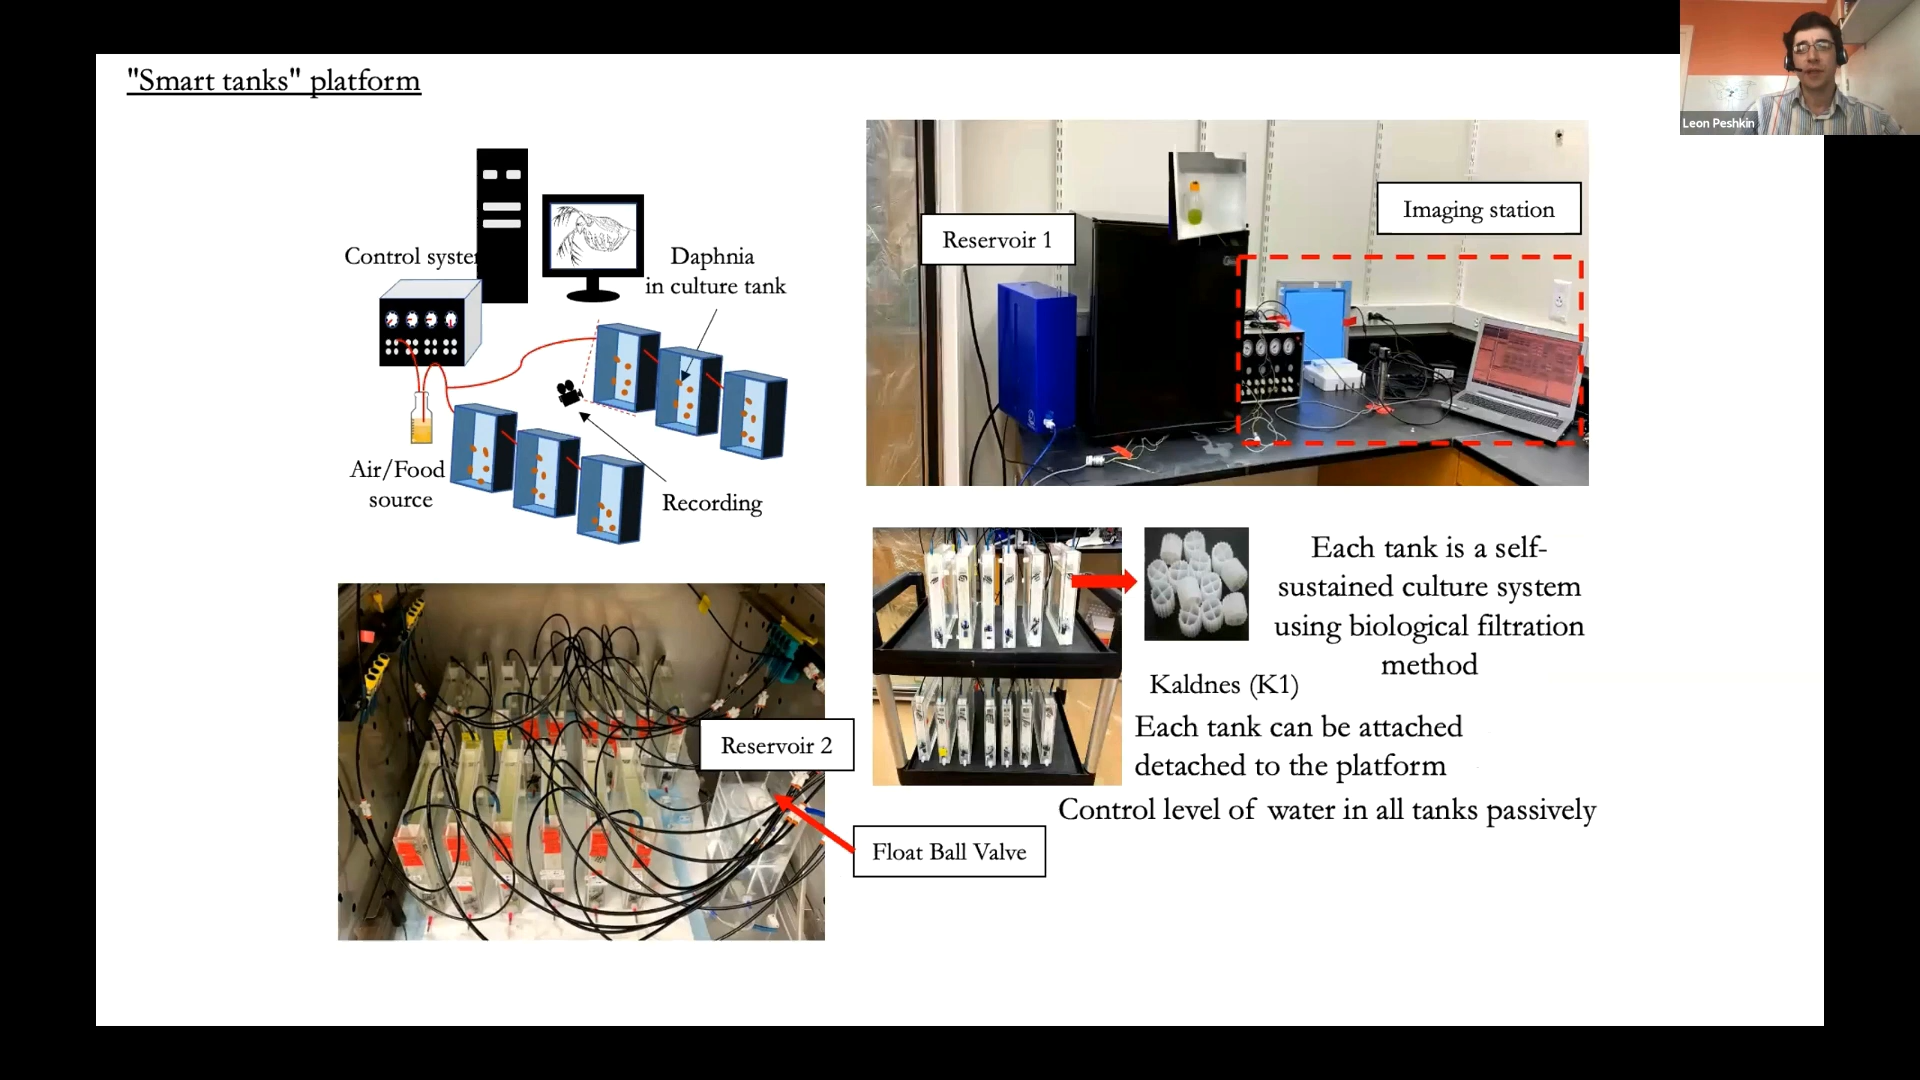 "Smart tanks" platform
Leon Peshkin
Control system
Daphnia
in culture tank
Air/Food
source
Recording
Reservoir 1
Imaging station
Each tank is a self-
sustained culture system
using biological filtration
method
Kaldnes (K1)
Each tank can be attached
detached to the platform
Control level of water in all tanks passively
Reservoir 2
Float Ball Valve